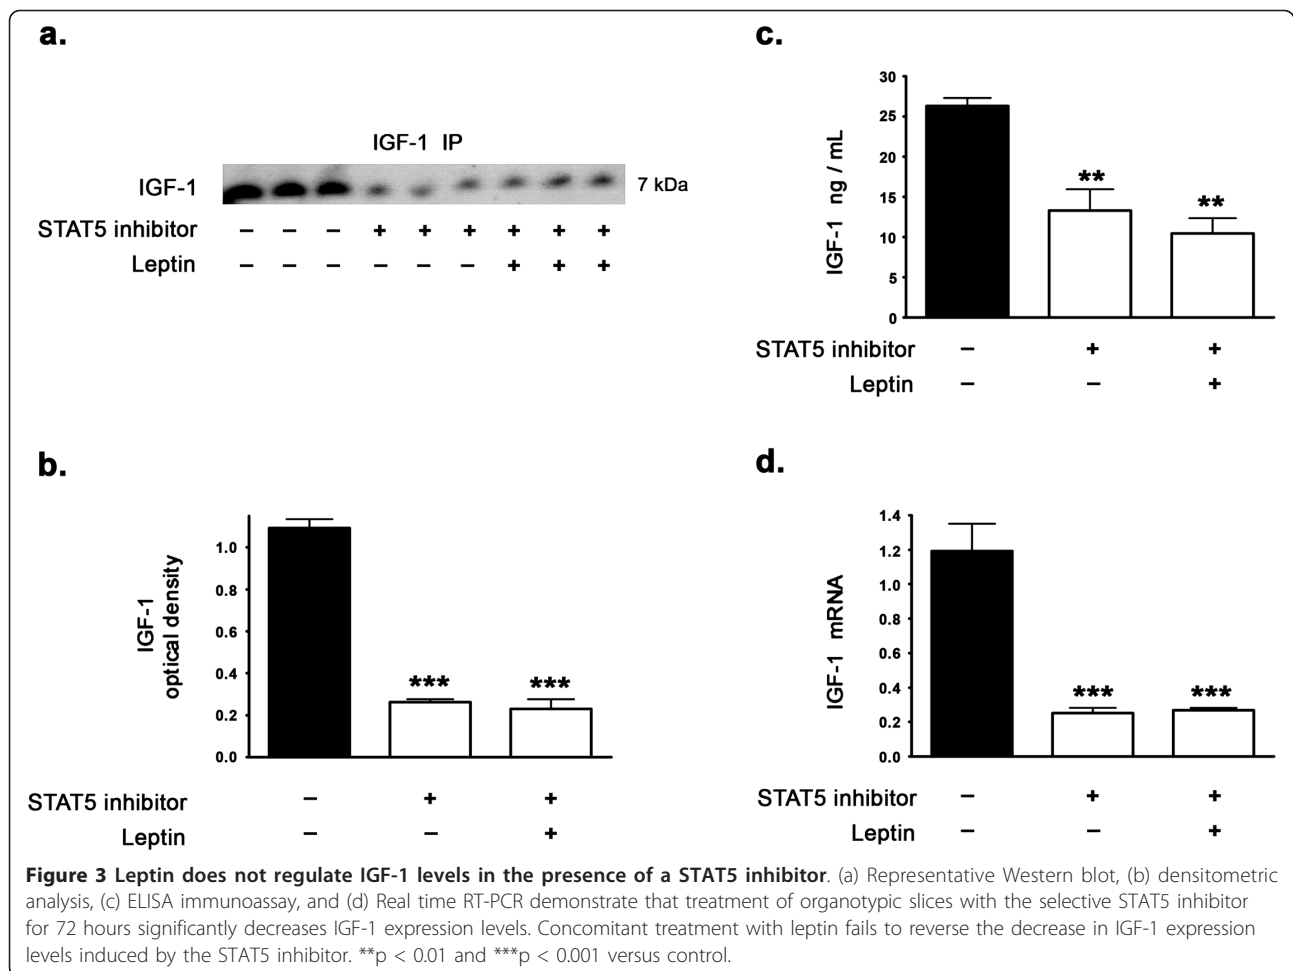 a.
IGF-1 IP
IGF-1
7 kDa
STAT5 inhibitor – – – + + + + + +
Leptin – – – – – – + + +
b.
IGF-1
optical density
1.0
0.8
0.6
0.4
0.2
0.0
***
***
STAT5 inhibitor – + +
Leptin – – +
c.
IGF-1 ng / mL
30
25
20
15
10
5
0
**
**
STAT5 inhibitor – + +
Leptin – – +
d.
IGF-1 mRNA
1.4
1.2
1.0
0.8
0.6
0.4
0.2
0.0
***
***
STAT5 inhibitor – + +
Leptin – – +
Figure 3 Leptin does not regulate IGF-1 levels in the presence of a STAT5 inhibitor. (a) Representative Western blot, (b) densitometric
analysis, (c) ELISA immunoassay, and (d) Real time RT-PCR demonstrate that treatment of organotypic slices with the selective STAT5 inhibitor
for 72 hours significantly decreases IGF-1 expression levels. Concomitant treatment with leptin fails to reverse the decrease in IGF-1 expression
levels induced by the STAT5 inhibitor. **p < 0.01 and ***p < 0.001 versus control.